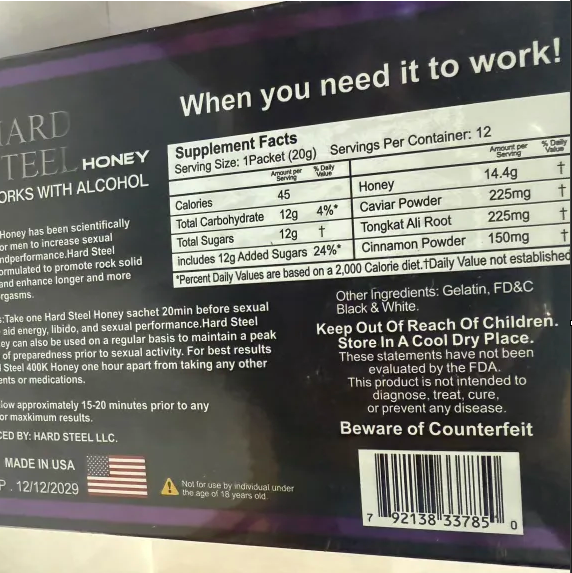 When you need it to work!
HARD
STEEL HONEY
WORKS WITH ALCOHOL
Honey has been scientifically
or men to increase sexual
performance.Hard Steel
ormulated to promote rock solid
and enhance longer and more
rgasms.
:Take one Hard Steel Honey sachet 20min before sexual
aid energy, libido, and sexual performance.Hard Steel
ey can also be used on a regular basis to maintain a peak
of preparedness prior to sexual activity. For best results
Steel 400K Honey one hour apart from taking any other
ents or medications.
low approximately 15-20 minutes prior to any
or maxkimum results.
CED BY: HARD STEEL LLC.
MADE IN USA
P . 12/12/2029
Not for use by individual under
the age of 18 years old.
Supplement Facts
Serving Size: 1Packet (20g) Servings Per Container: 12
Amount per Serving % Daily Value
Calories 45
Total Carbohydrate 12g 4%*
Total Sugars 12g †
includes 12g Added Sugars 24%*
Amount per Serving % Daily Value
Honey 14.4g †
Caviar Powder 225mg †
Tongkat Ali Root 225mg †
Cinnamon Powder 150mg †
*Percent Daily Values are based on a 2,000 Calorie diet.†Daily Value not established
Other Ingredients: Gelatin, FD&C
Black & White.
Keep Out Of Reach Of Children.
Store In A Cool Dry Place.
These statements have not been
evaluated by the FDA.
This product is not intended to
diagnose, treat, cure,
or prevent any disease.
Beware of Counterfeit
7 92138 33785 0